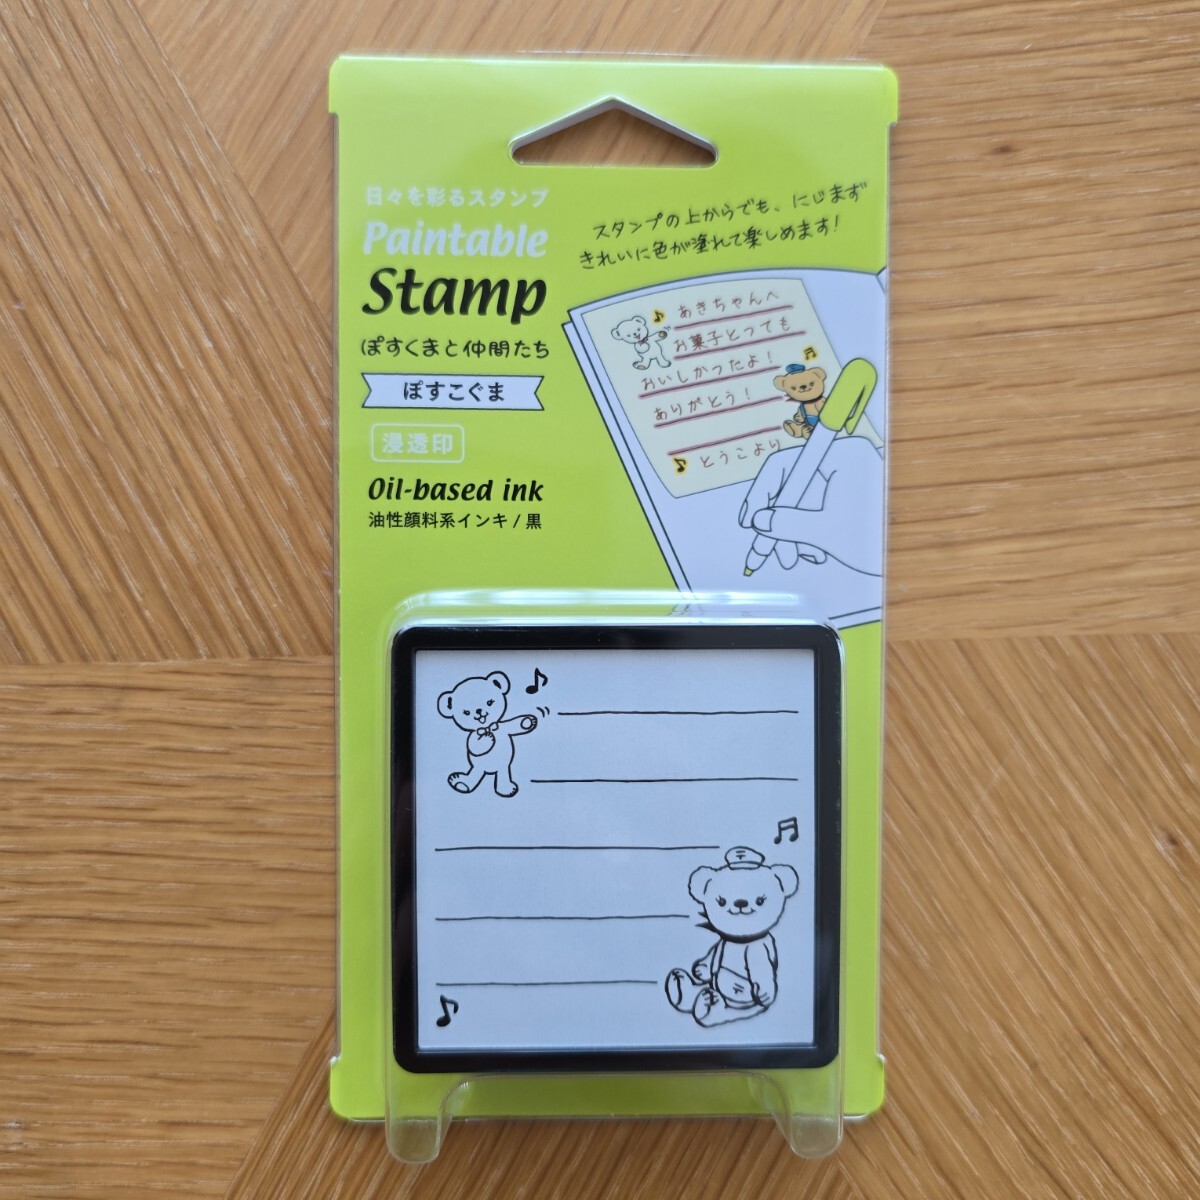 日々を彩るスタンプ
Paintable
Stamp
ぽすくまと仲間たち
ぽすこぐま
浸透印
Oil-based ink
油性顔料系インキ/黒
スタンプの上からでも、にじまず
きれいに色が塗れて楽しめます!
あきちゃんへ
お菓子とっても
おいしかったよ!
ありがとう!
とうこより